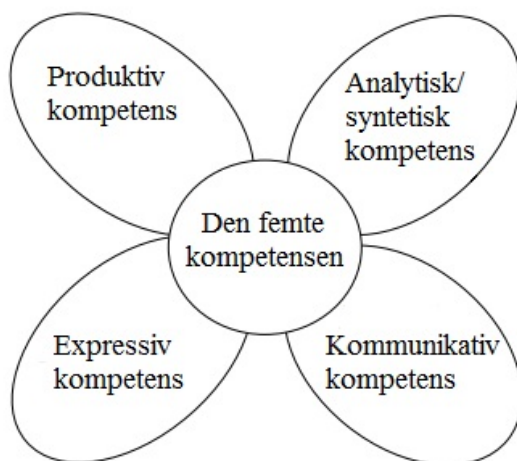 Produktiv
kompetens
Analytisk/
syntetisk
kompetens
Den femte
kompetensen
Expressiv
kompetens
Kommunikativ
kompetens